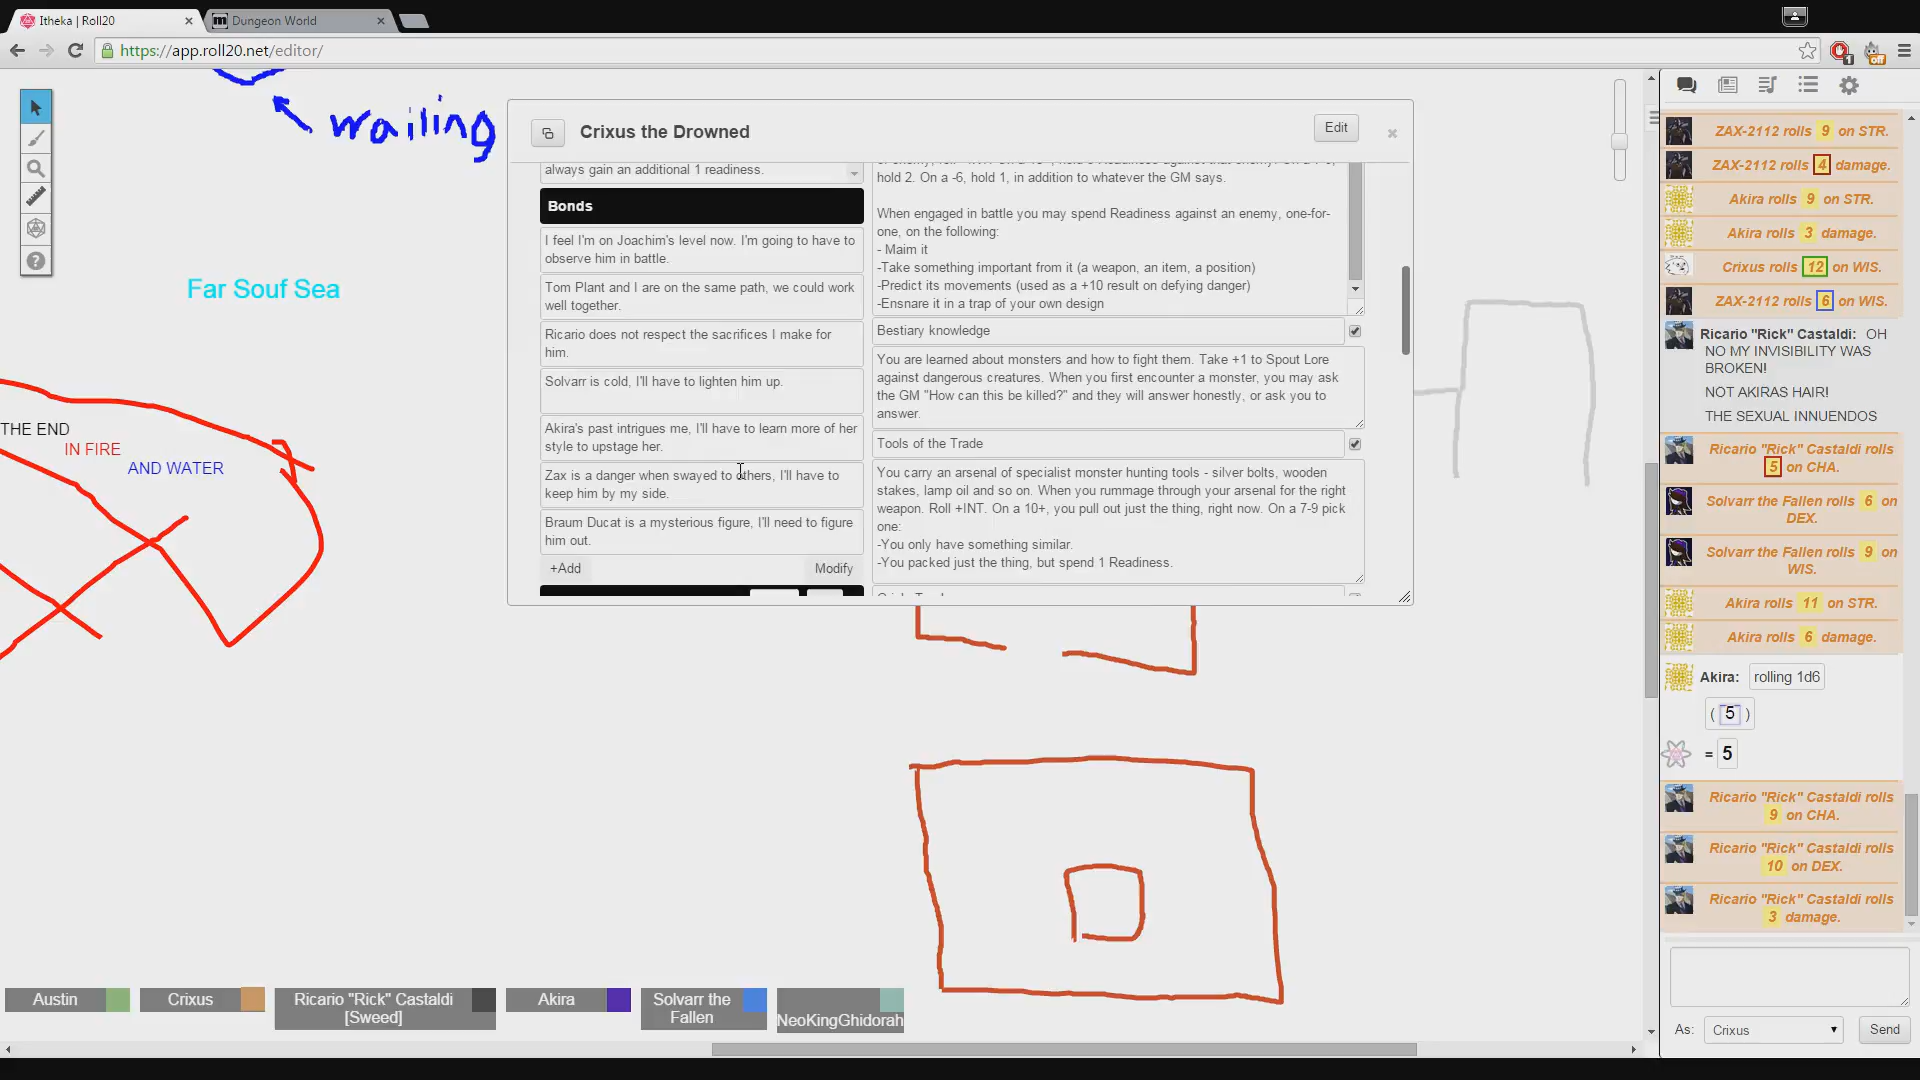 Itheka | Roll20
Dungeon World
https://app.roll20.net/editor/
wailing
Far Souf Sea
THE END
IN FIRE
AND WATER
Crixus the Drowned
Edit
always gain an additional 1 readiness.
Bonds
I feel I'm on Joachim's level now. I'm going to have to
observe him in battle.
Tom Plant and I are on the same path, we could work
well together.
Ricario does not respect the sacrifices I make for
him.
Solvarr is cold, I'll have to lighten him up.
Akira's past intrigues me, I'll have to learn more of her
style to upstage her.
Zax is a danger when swayed to others, I'll have to
keep him by my side.
Braum Ducat is a mysterious figure, I'll need to figure
him out.
+Add
Modify
hold 2. On a -6, hold 1, in addition to whatever the GM says.
When engaged in battle you may spend Readiness against an enemy, one-for-
one, on the following:
- Maim it
-Take something important from it (a weapon, an item, a position)
-Predict its movements (used as a +10 result on defying danger)
-Ensnare it in a trap of your own design
Bestiary knowledge
You are learned about monsters and how to fight them. Take +1 to Spout Lore
against dangerous creatures. When you first encounter a monster, you may ask
the GM "How can this be killed?" and they will answer honestly, or ask you to
answer.
Tools of the Trade
You carry an arsenal of specialist monster hunting tools - silver bolts, wooden
stakes, lamp oil and so on. When you rummage through your arsenal for the right
weapon. Roll +INT. On a 10+, you pull out just the thing, right now. On a 7-9 pick
one:
-You only have something similar.
-You packed just the thing, but spend 1 Readiness.
ZAX-2112 rolls 9 on STR.
ZAX-2112 rolls 4 damage.
Akira rolls 9 on STR.
Akira rolls 3 damage.
Crixus rolls 12 on WIS.
ZAX-2112 rolls 6 on WIS.
Ricario "Rick" Castaldi: OH
NO MY INVISIBILITY WAS
BROKEN!
NOT AKIRAS HAIR!
THE SEXUAL INNUENDOS
Ricario "Rick" Castaldi rolls
5 on CHA.
Solvarr the Fallen rolls 6 on
DEX.
Solvarr the Fallen rolls 9 on
WIS.
Akira rolls 11 on STR.
Akira rolls 6 damage.
Akira: rolling 1d6
( 5 )
= 5
Ricario "Rick" Castaldi rolls
9 on CHA.
Ricario "Rick" Castaldi rolls
10 on DEX.
Ricario "Rick" Castaldi rolls
3 damage.
As: Crixus
Send
Austin
Crixus
Ricario "Rick" Castaldi
[Sweed]
Akira
Solvarr the
Fallen
NeoKingGhidorah